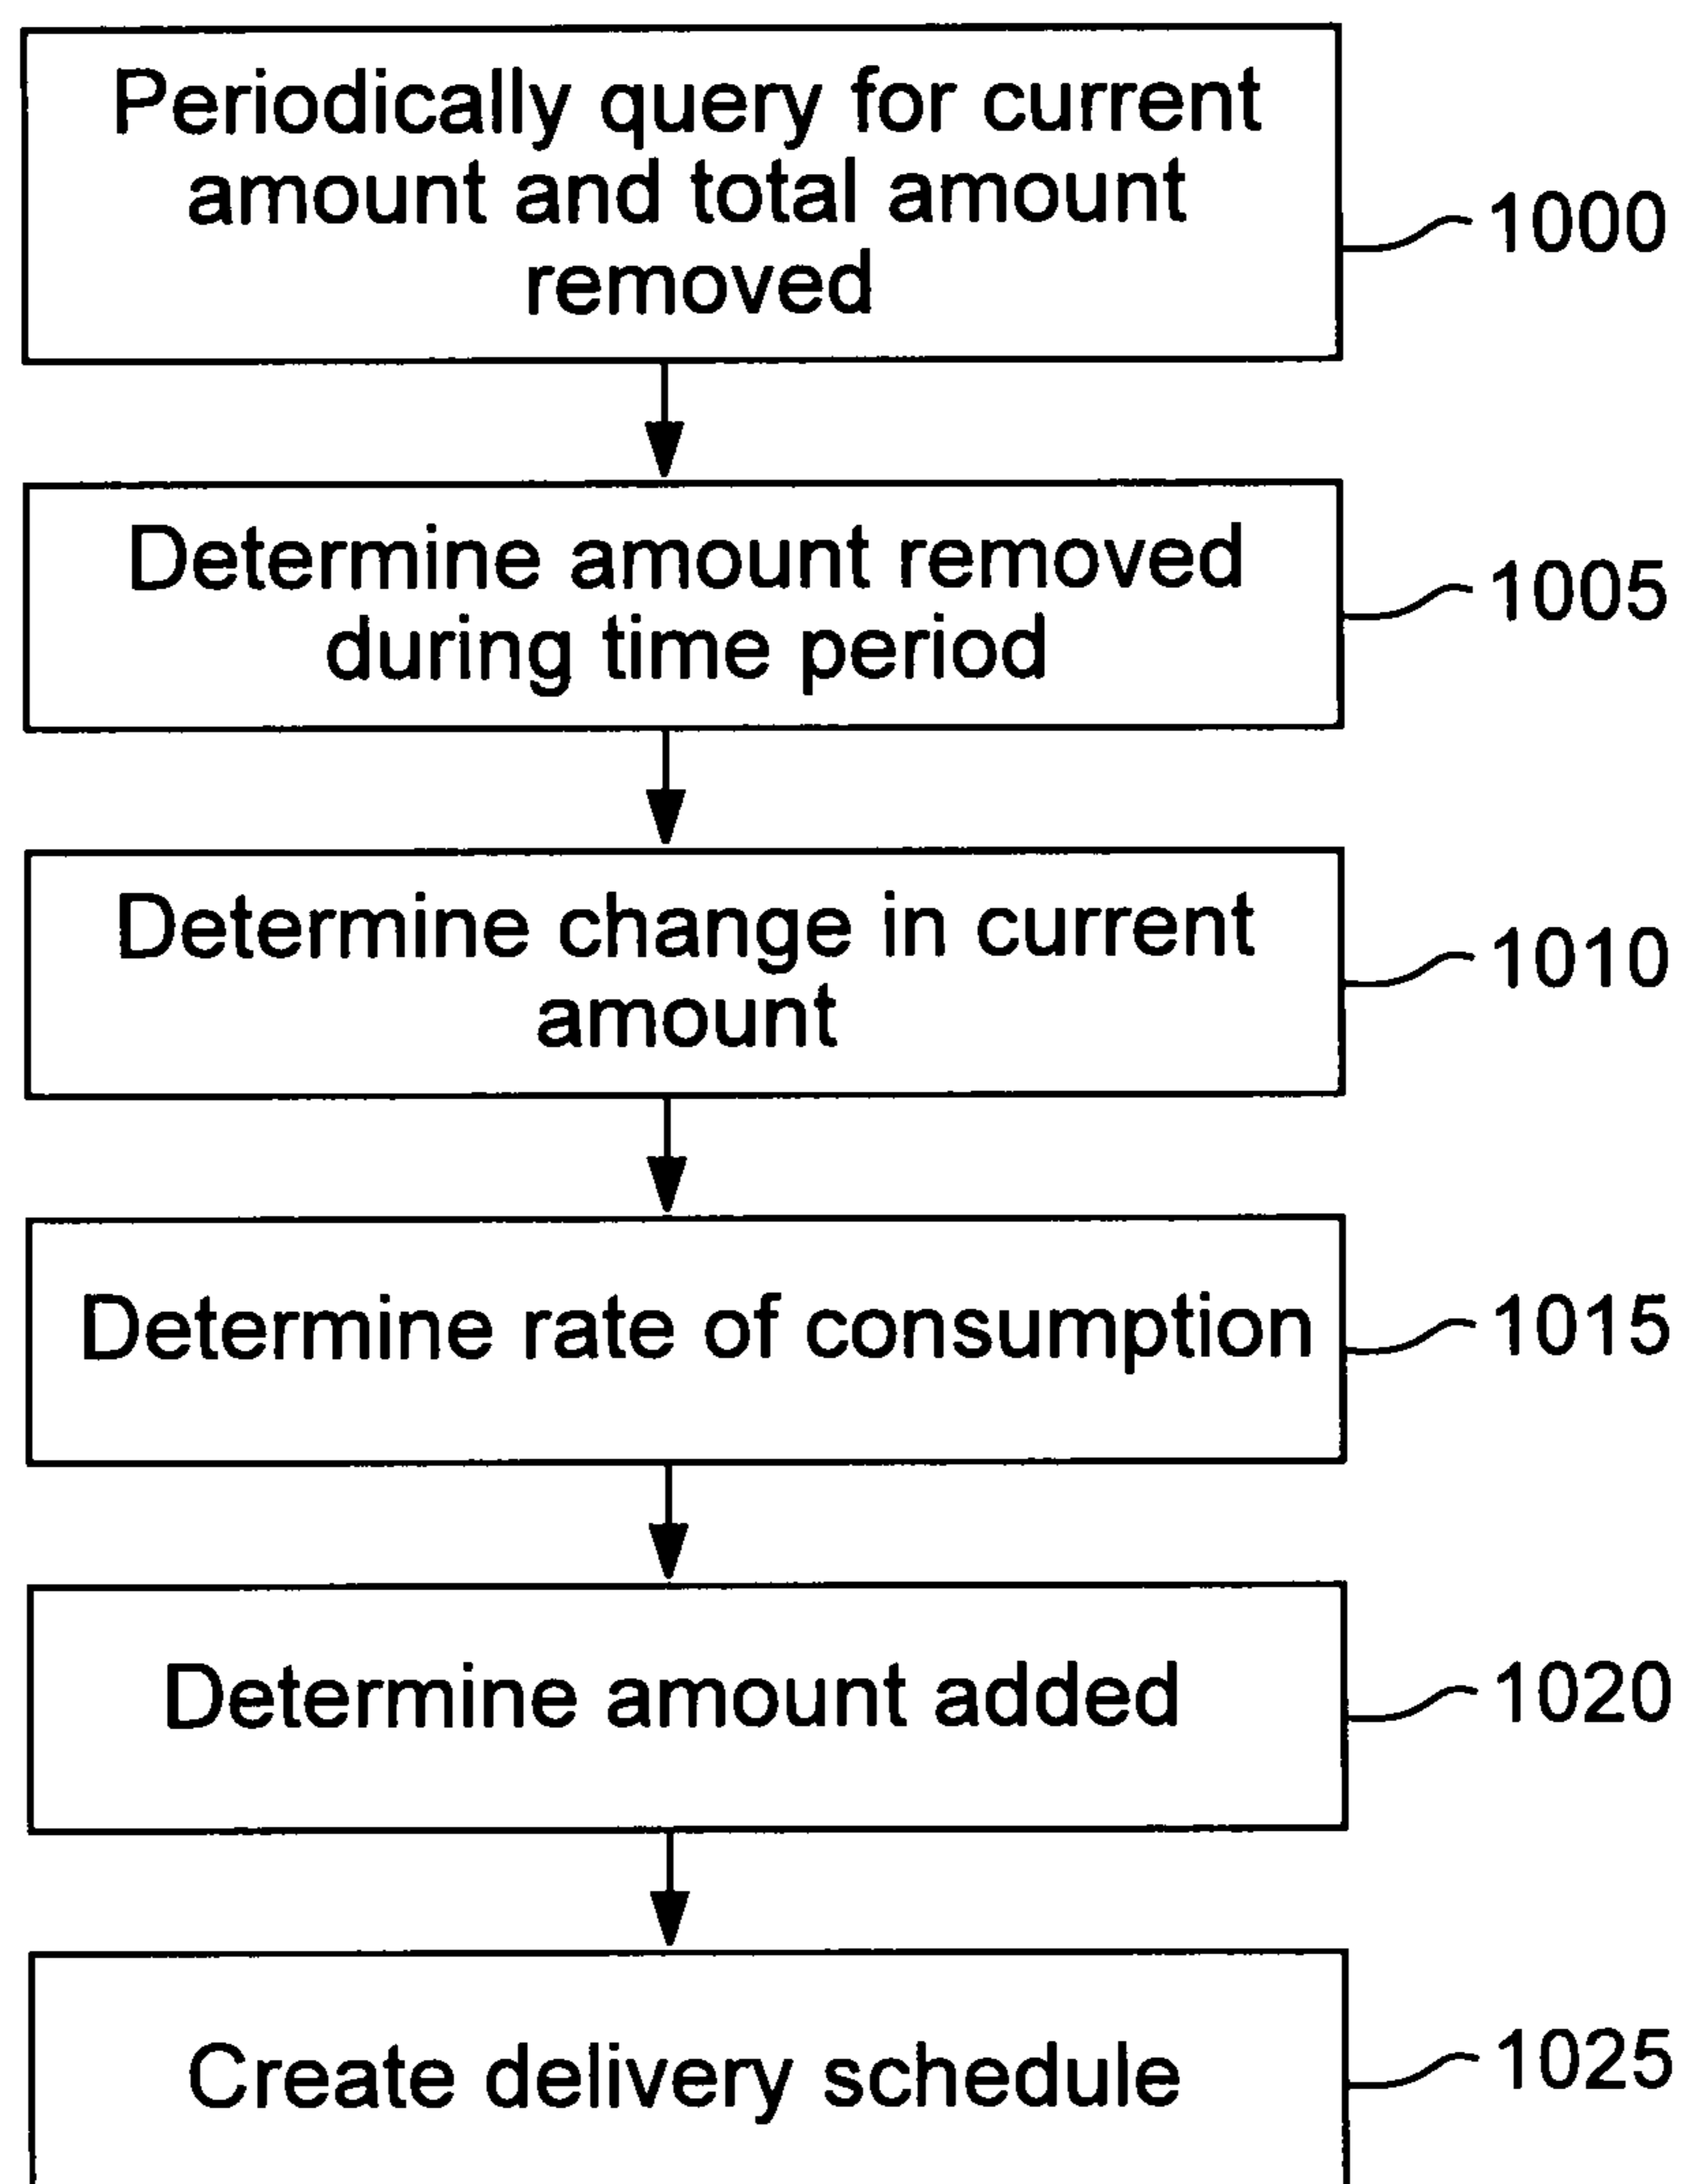 Periodically query for current
amount and total amount
removed
1000
Determine amount removed
during time period
1005
Determine change in current
amount
1010
Determine rate of consumption
1015
Determine amount added
1020
Create delivery schedule
1025